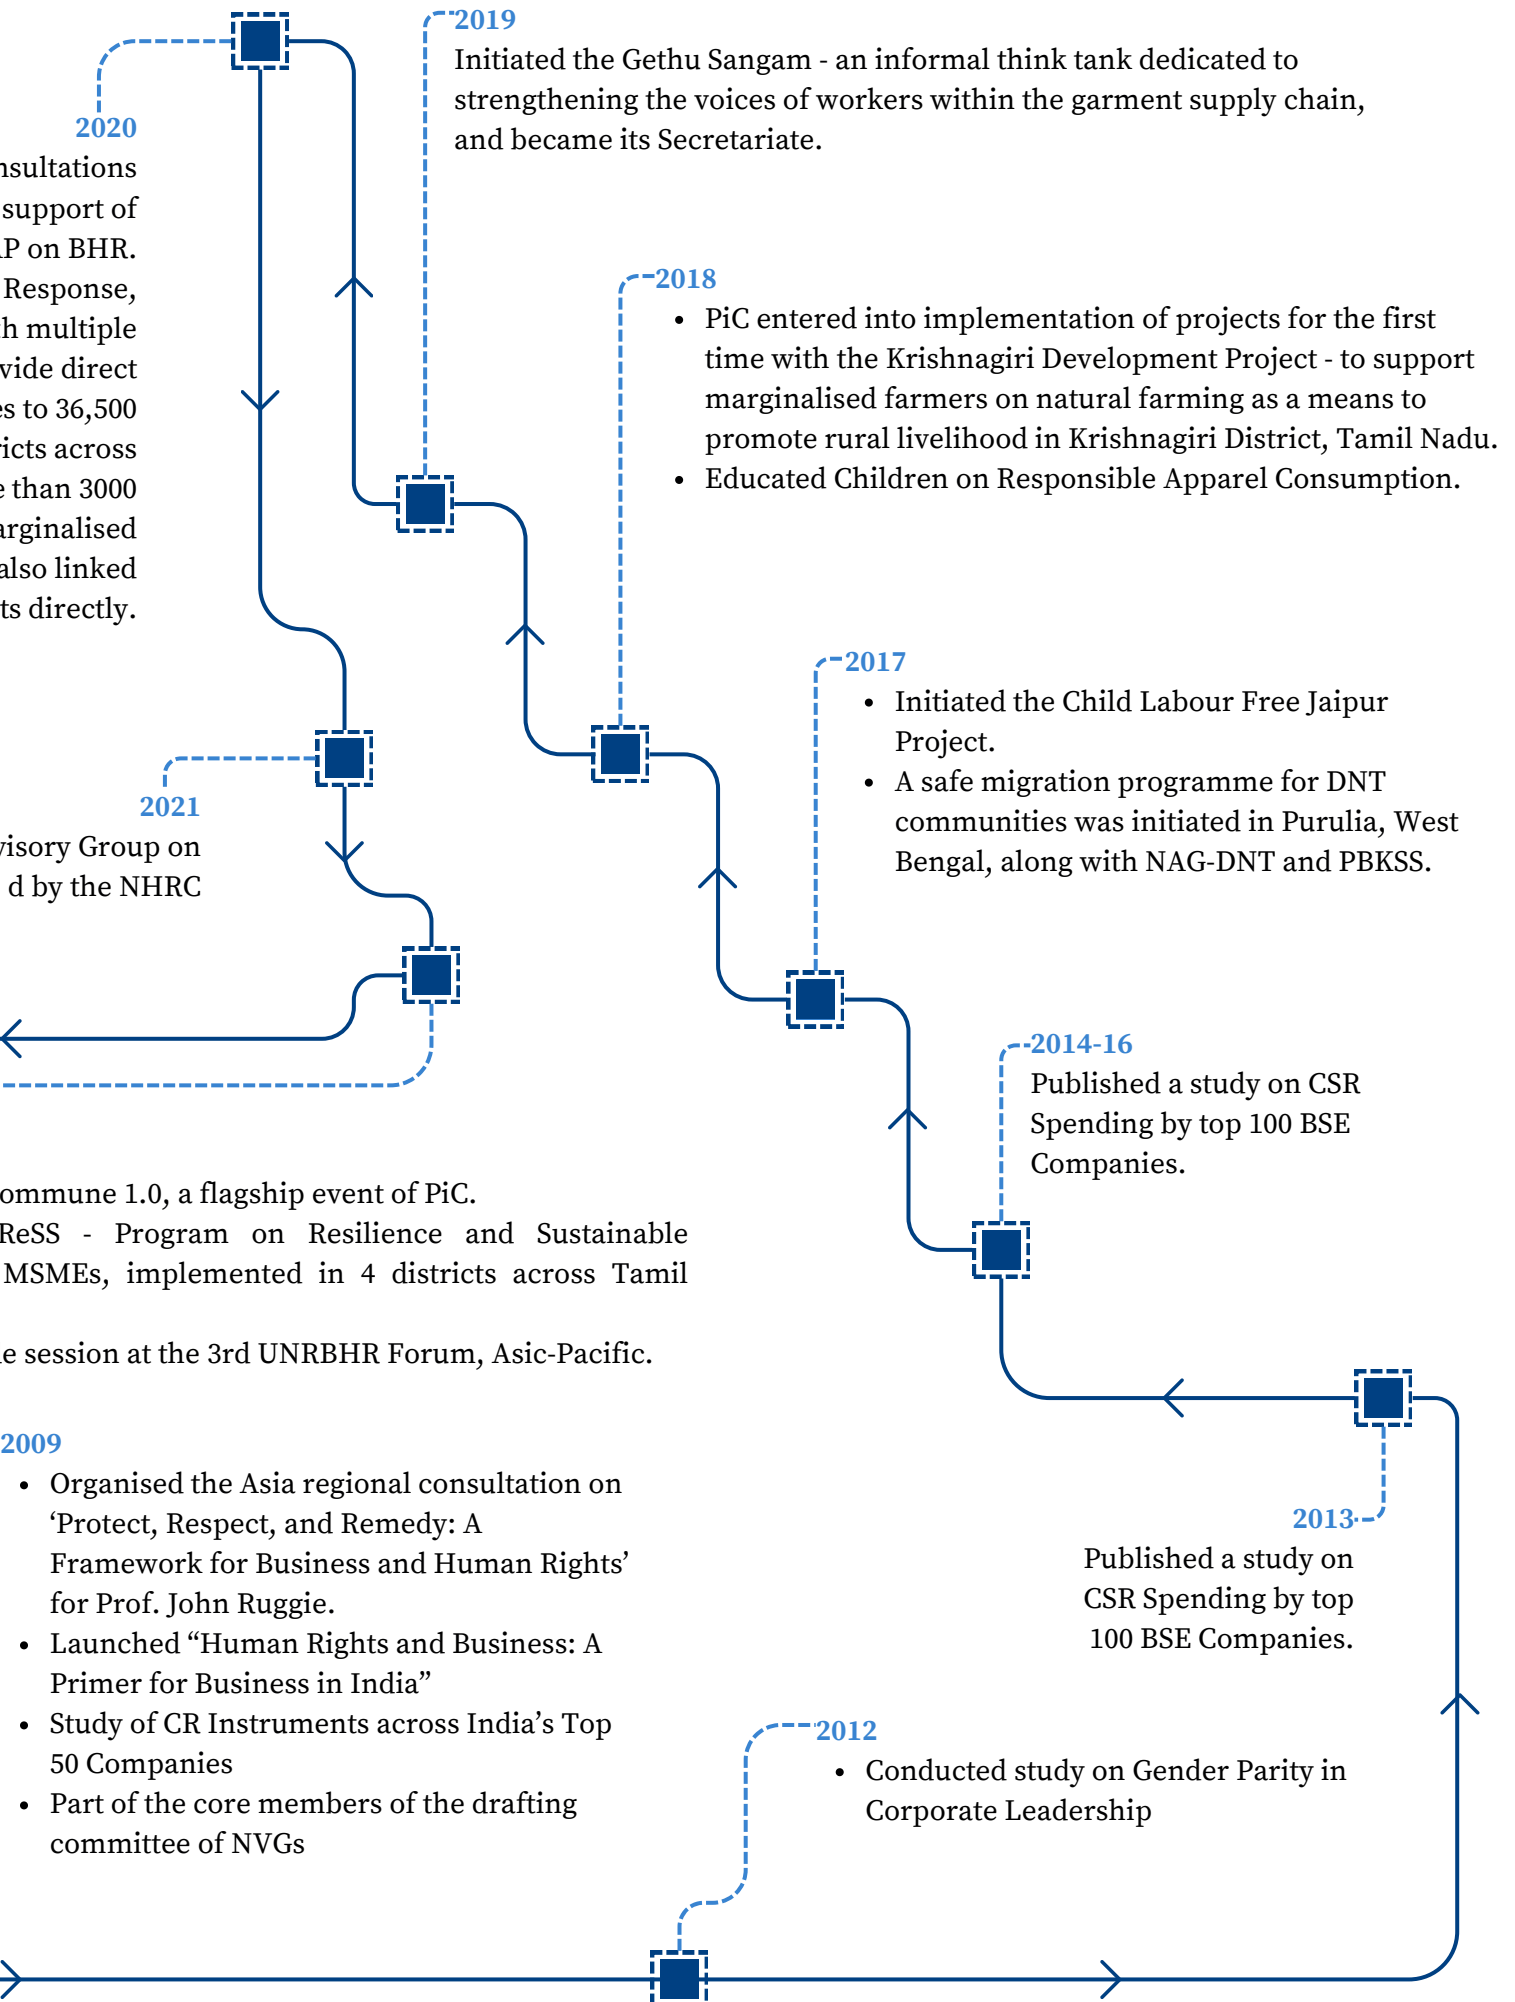 2019
Initiated the Gethu Sangam - an informal think tank dedicated to
strengthening the voices of workers within the garment supply chain,
and became its Secretariate.
2020
support of
on BHR.
Response,
multiple
direct
to 36,500
across
than 3000
also linked
directly.
2018
• PiC entered into implementation of projects for the first
time with the Krishnagiri Development Project - to support
marginalised farmers on natural farming as a means to
promote rural livelihood in Krishnagiri District, Tamil Nadu.
• Educated Children on Responsible Apparel Consumption.
2017
• Initiated the Child Labour Free Jaipur
Project.
• A safe migration programme for DNT
communities was initiated in Purulia, West
Bengal, along with NAG-DNT and PBKSS.
2021
Group on
d by the NHRC
2014-16
Published a study on CSR
Spending by top 100 BSE
Companies.
1.0, a flagship event of PiC.
ReSS - Program on Resilience and Sustainable
MSMEs, implemented in 4 districts across Tamil
session at the 3rd UNRBHR Forum, Asic-Pacific.
2009
• Organised the Asia regional consultation on
‘Protect, Respect, and Remedy: A
Framework for Business and Human Rights’
for Prof. John Ruggie.
• Launched “Human Rights and Business: A
Primer for Business in India”
• Study of CR Instruments across India’s Top
50 Companies
• Part of the core members of the drafting
committee of NVGs
2013
Published a study on
CSR Spending by top
100 BSE Companies.
2012
• Conducted study on Gender Parity in
Corporate Leadership